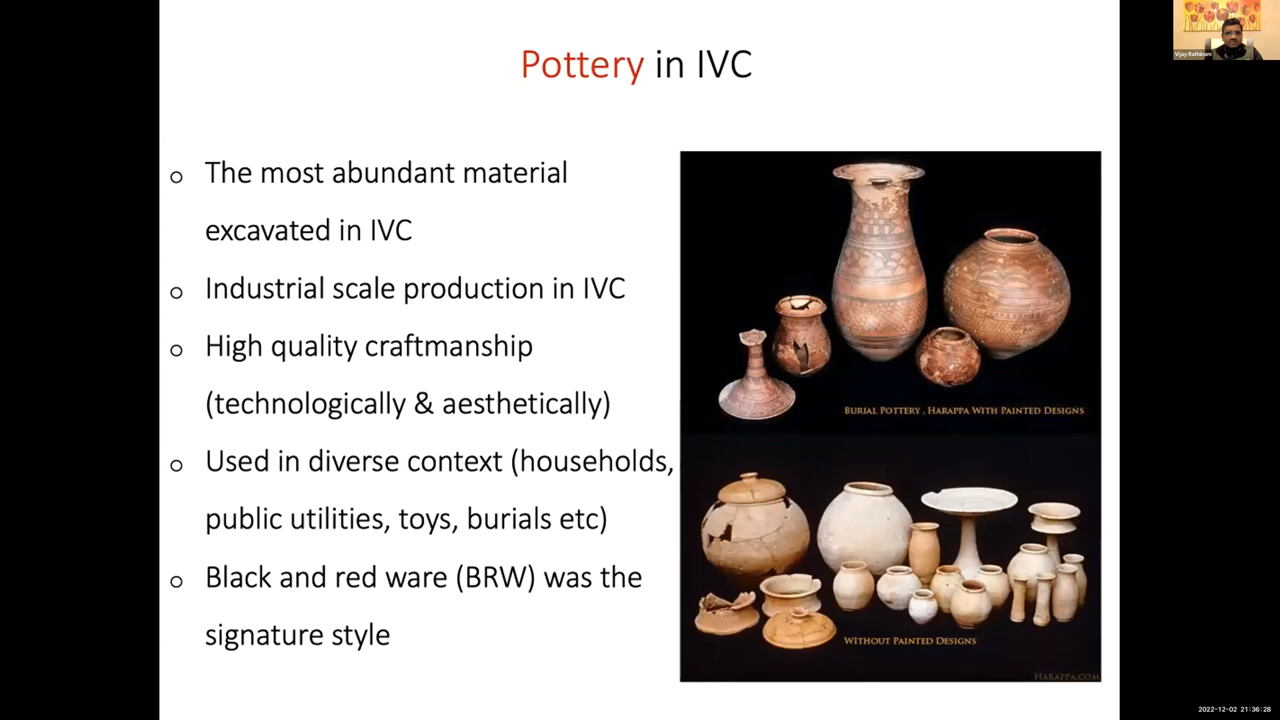 Vijay Rathinam
Pottery in IVC
o The most abundant material
excavated in IVC
o Industrial scale production in IVC
o High quality craftmanship
(technologically & aesthetically)
o Used in diverse context (households,
public utilities, toys, burials etc)
o Black and red ware (BRW) was the
signature style
BURIAL POTTERY , HARAPPA WITH PAINTED DESIGNS
WITHOUT PAINTED DESIGNS
HARAPPA.COM
2022-12-02 21:36:28